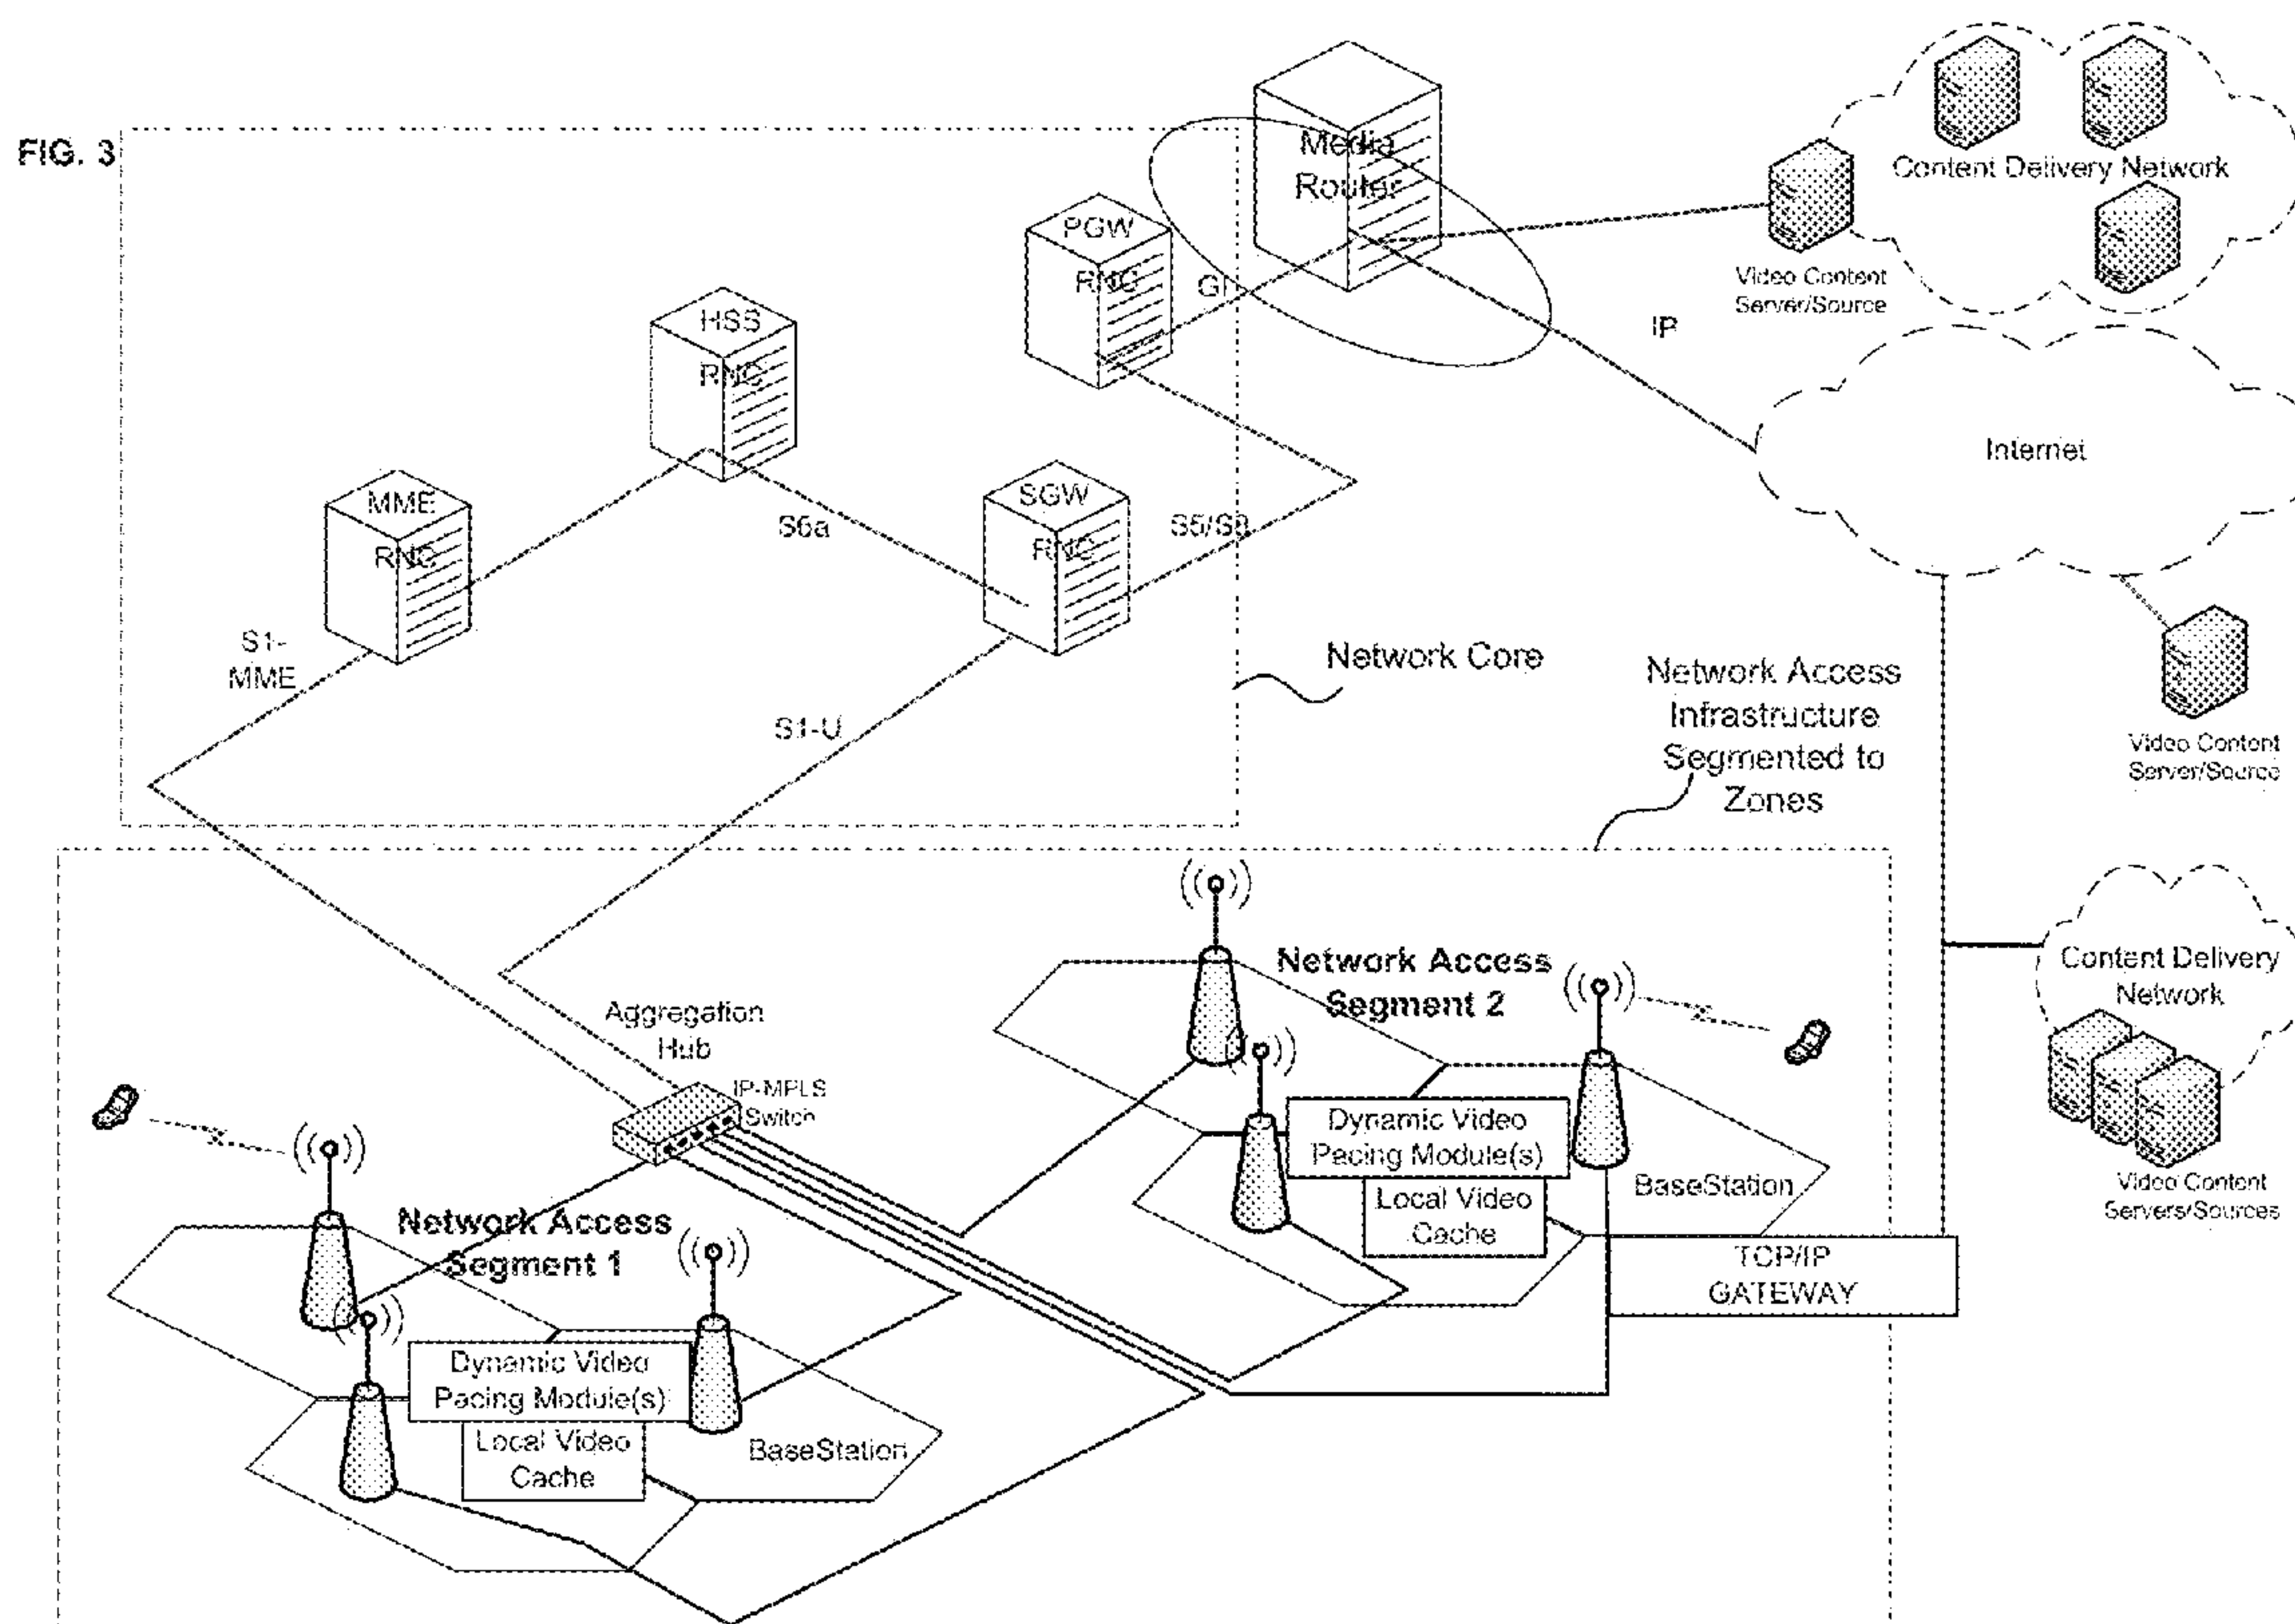 FIG. 3
Media
Router
Content Delivery Network
Video Content
Server/Source
PGW
RNC
GI
IP
HSS
RNC
Internet
MME
RNC
S6a
SGW
RNC
S5/S8
S1-
MME
S1-U
Network Core
Network Access
Infrastructure
Segmented to
Zones
Video Content
Server/Source
Network Access
Segment 2
Content Delivery
Network
Aggregation
Hub
IP-MPLS
Switch
Dynamic Video
Pacing Module(s)
Local Video
Cache
BaseStation
Video Content
Servers/Sources
Network Access
Segment 1
TCP/IP
GATEWAY
Dynamic Video
Pacing Module(s)
Local Video
Cache
BaseStation